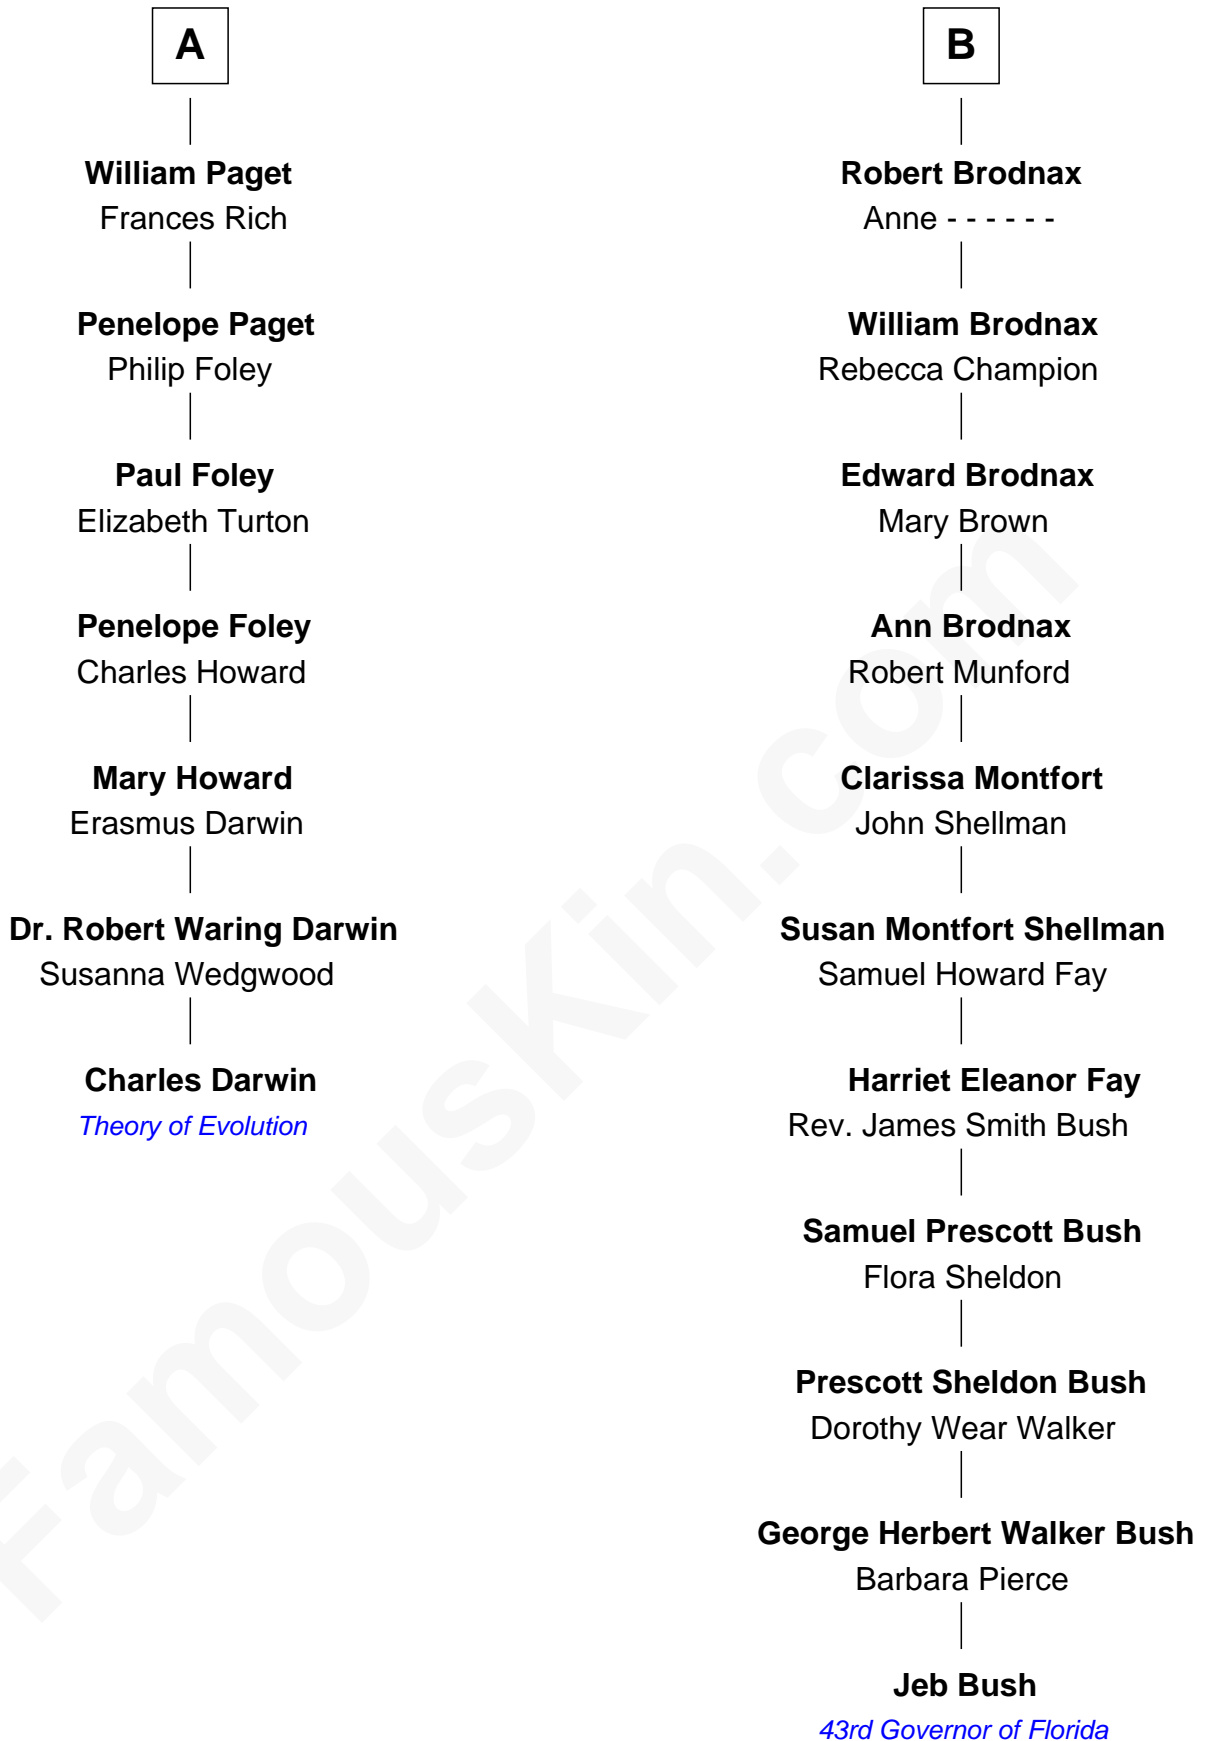 A
William Paget
Frances Rich
Penelope Paget
Philip Foley
Paul Foley
Elizabeth Turton
Penelope Foley
Charles Howard
Mary Howard
Erasmus Darwin
Dr. Robert Waring Darwin
Susanna Wedgwood
Charles Darwin
Theory of Evolution
B
Robert Brodnax
Anne - - - - - -
William Brodnax
Rebecca Champion
Edward Brodnax
Mary Brown
Ann Brodnax
Robert Munford
Clarissa Montfort
John Shellman
Susan Montfort Shellman
Samuel Howard Fay
Harriet Eleanor Fay
Rev. James Smith Bush
Samuel Prescott Bush
Flora Sheldon
Prescott Sheldon Bush
Dorothy Wear Walker
George Herbert Walker Bush
Barbara Pierce
Jeb Bush
43rd Governor of Florida
FamousKin.com